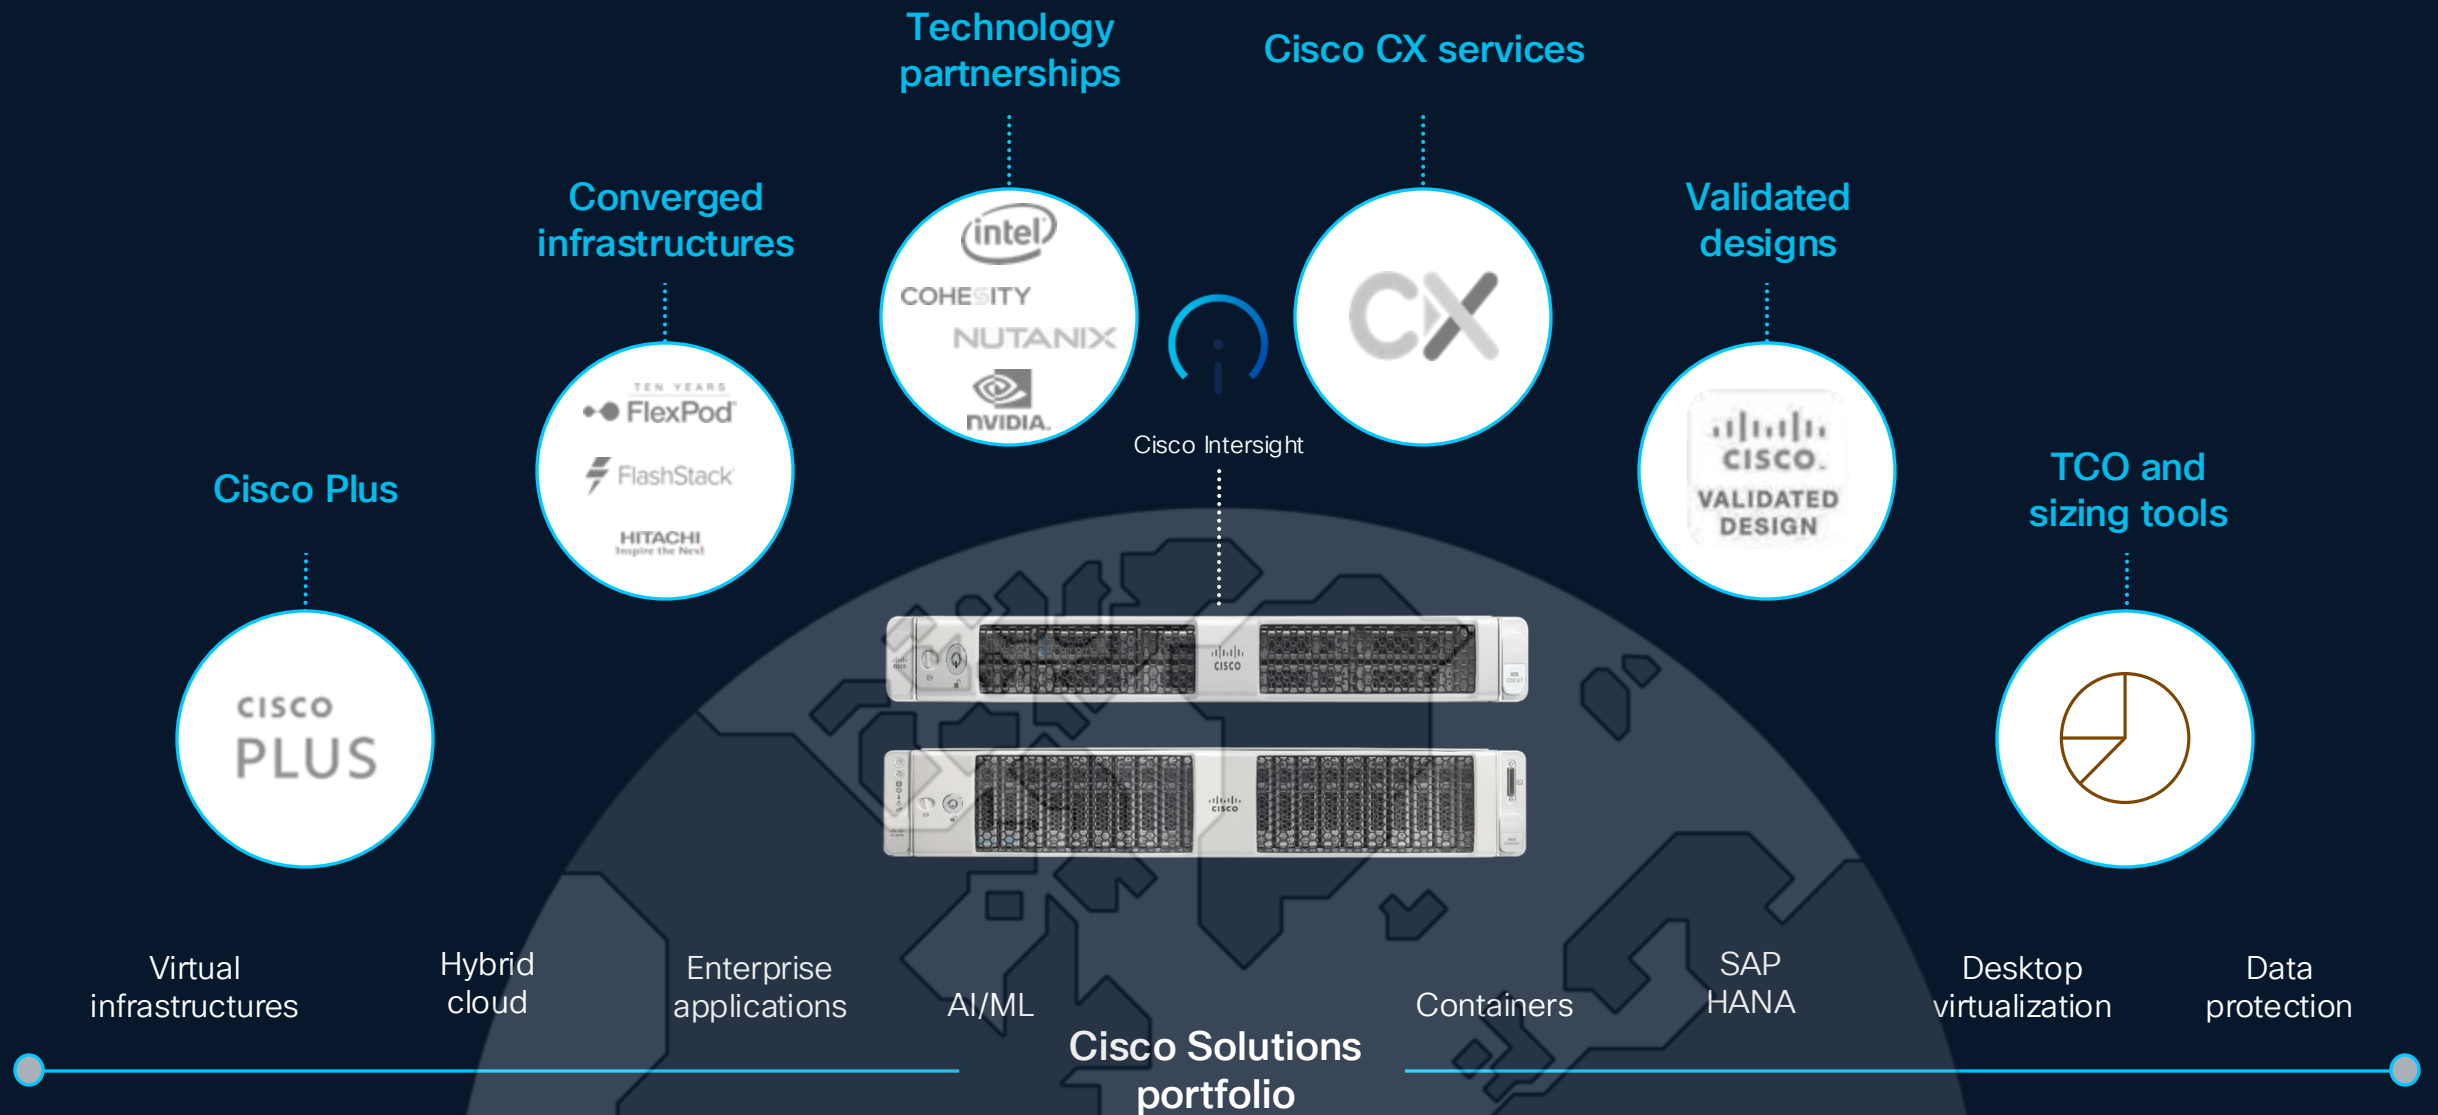 Technology
partnerships
Cisco CX services
Converged
infrastructures
Validated
designs
intel
COHESITY
NUTANIX
NVIDIA.
CX
Cisco Intersight
TEN YEARS
FlexPod
FlashStack
HITACHI
Inspire the Next
CISCO.
VALIDATED
DESIGN
Cisco Plus
TCO and
sizing tools
CISCO
PLUS
CISCO
CISCO
Virtual
infrastructures
Hybrid
cloud
Enterprise
applications
AI/ML
Containers
SAP
HANA
Desktop
virtualization
Data
protection
Cisco Solutions
portfolio